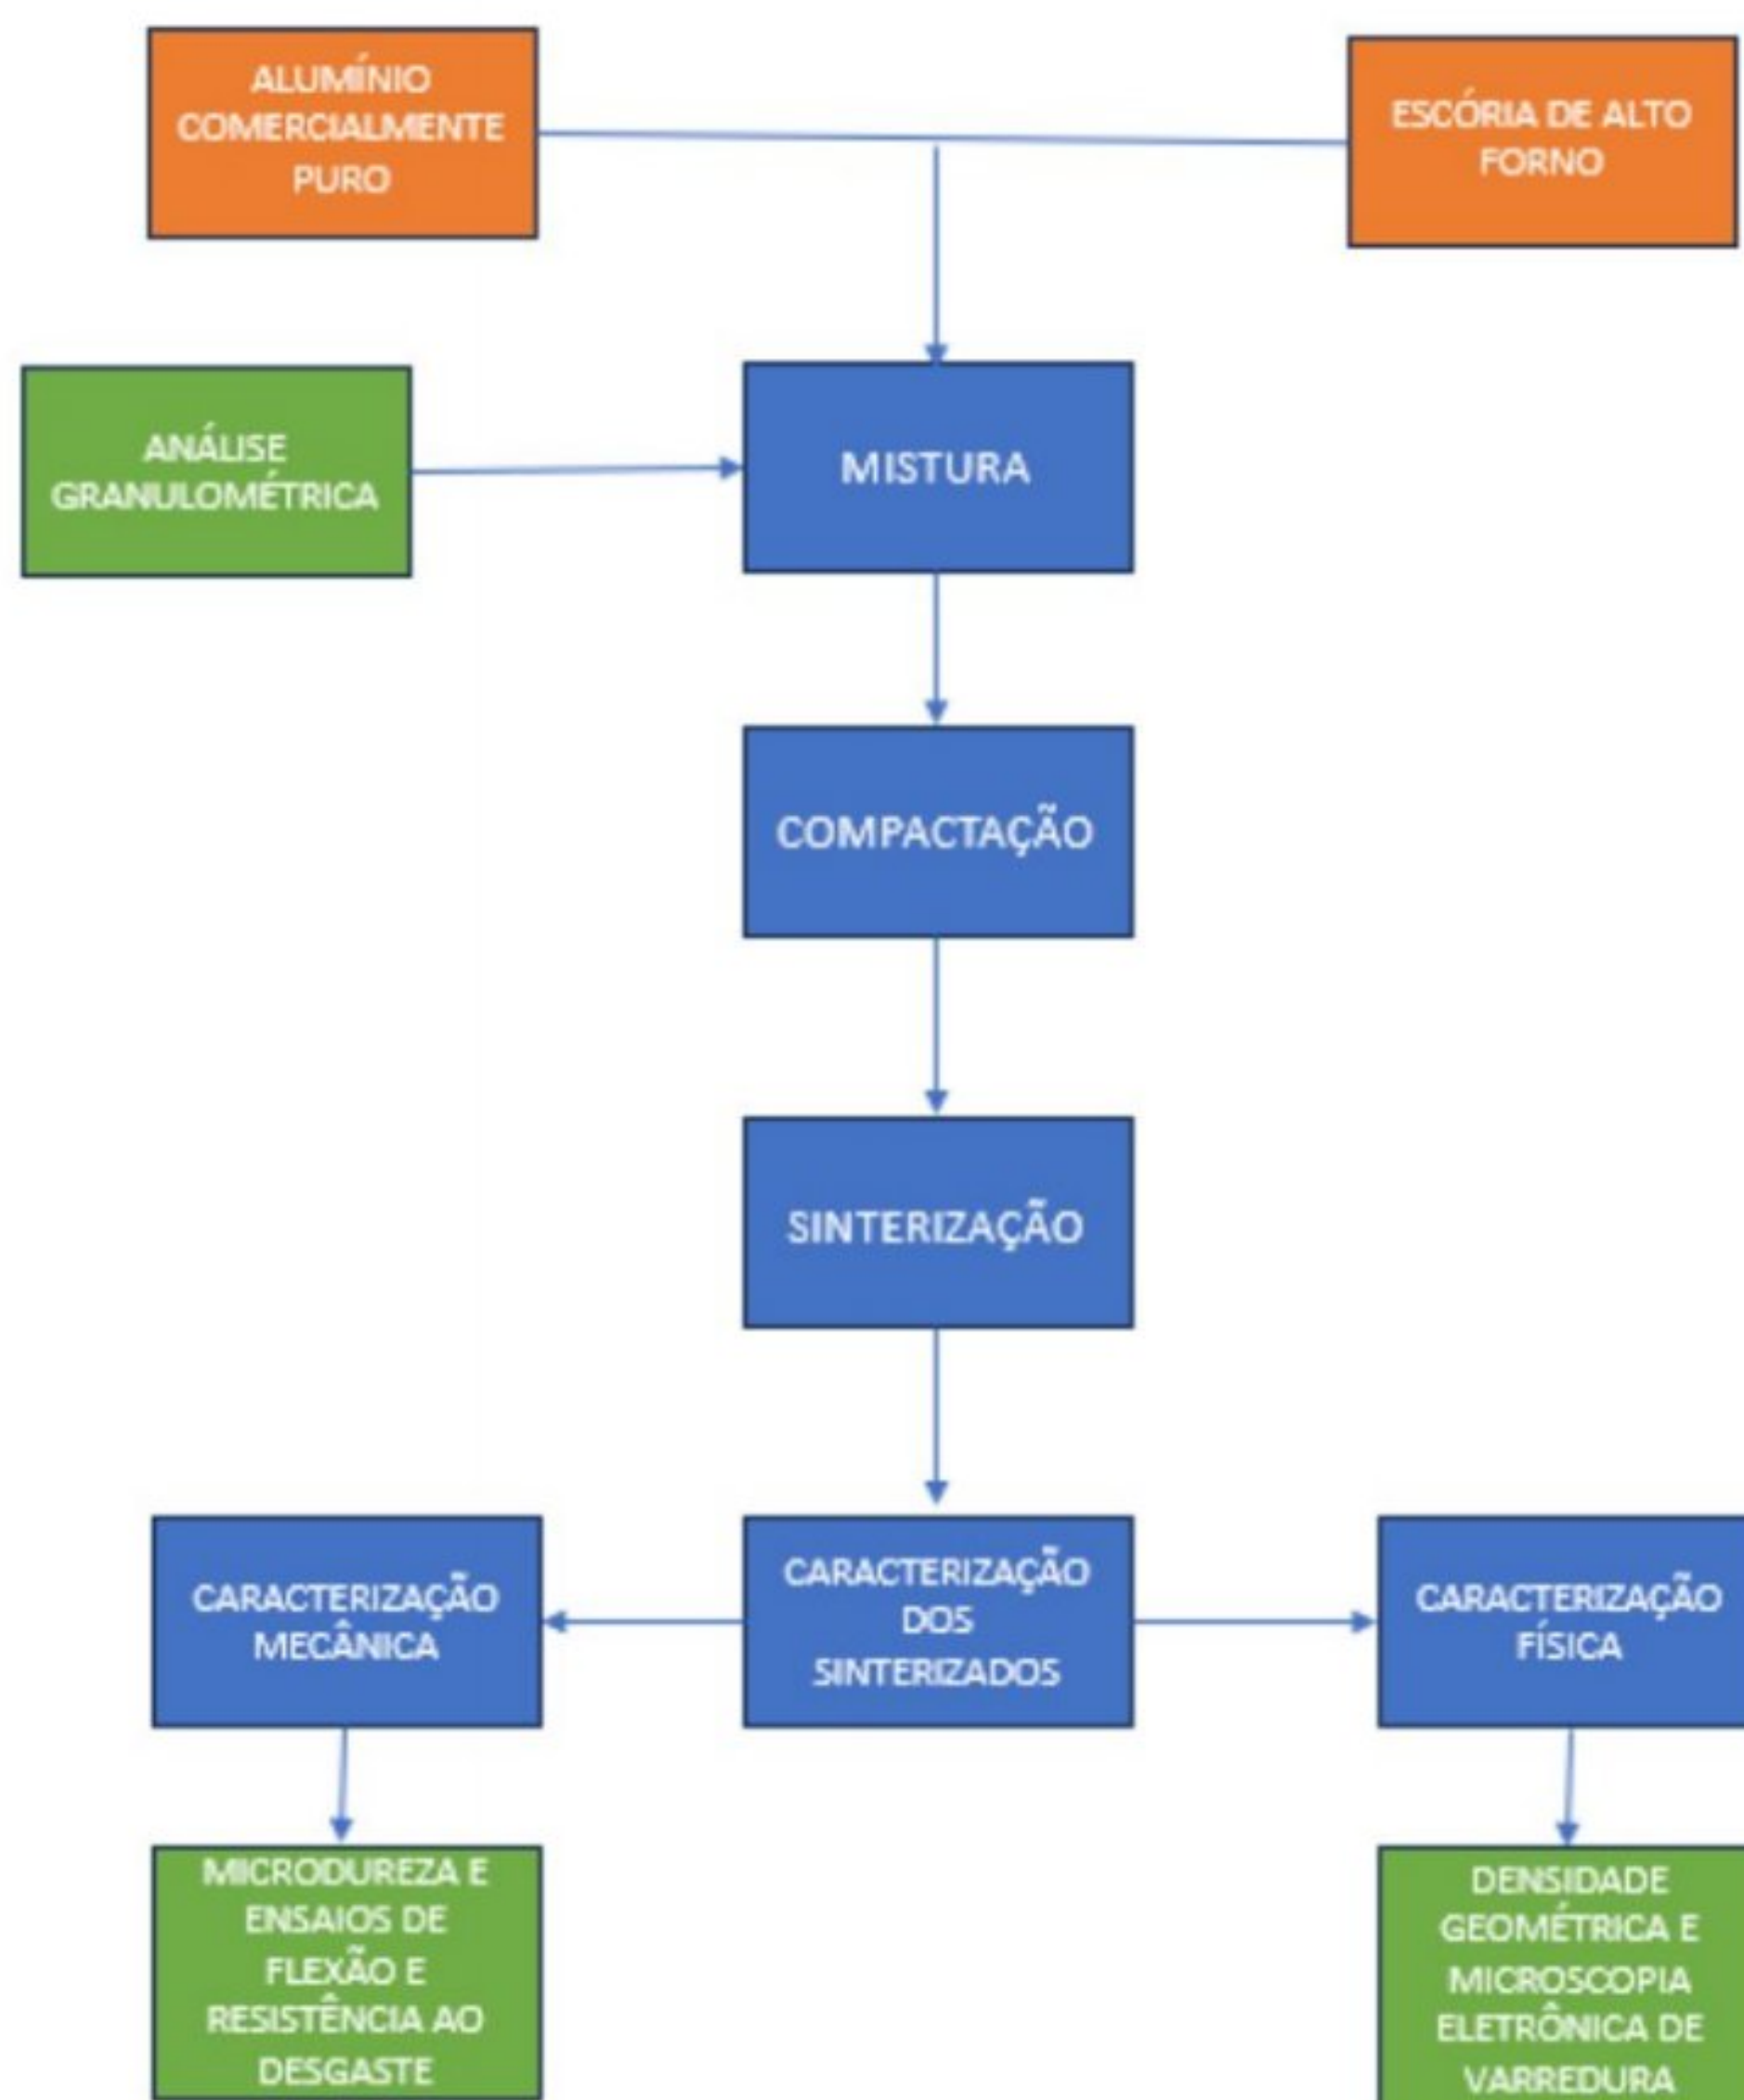 ALUMÍNIO
COMERCIALMENTE
PURO
ESCÓRIA DE ALTO
FORNO
ANÁLISE
GRANULOMÉTRICA
MISTURA
COMPACTAÇÃO
SINTERIZAÇÃO
CARACTERIZAÇÃO
MECÂNICA
CARACTERIZAÇÃO
DOS
SINTERIZADOS
CARACTERIZAÇÃO
FÍSICA
MICRODUREZA E
ENSAIOS DE
FLEXÃO E
RESISTÊNCIA AO
DESGASTE
DENSIDADE
GEOMÉTRICA E
MICROSCOPIA
ELETRÔNICA DE
VARREDURA